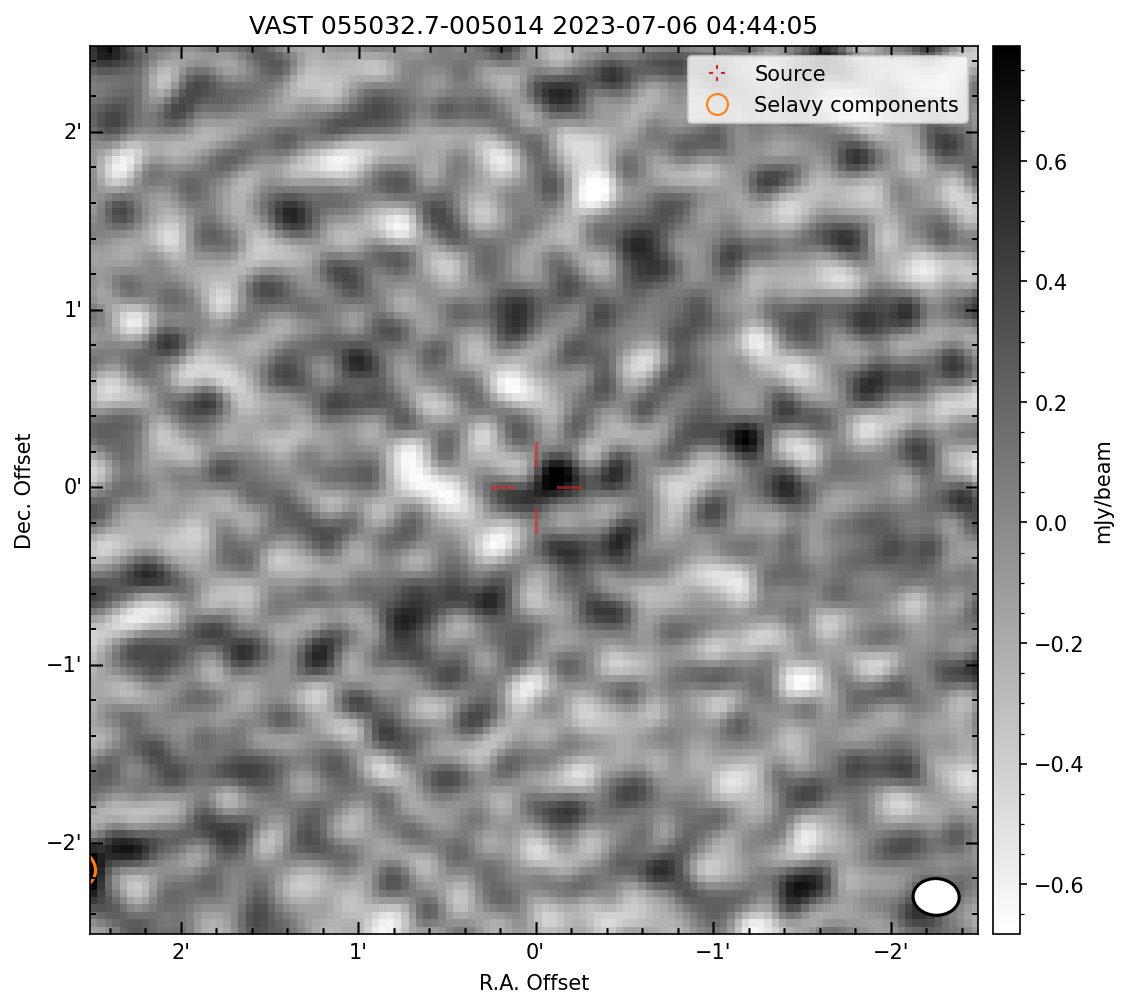 VAST 055032.7-005014 2023-07-06 04:44:05
Source
Selavy components
2'
1'
0'
−1'
−2'
Dec. Offset
2'
1'
0'
−1'
−2'
R.A. Offset
0.6
0.4
0.2
0.0
−0.2
−0.4
−0.6
mJy/beam